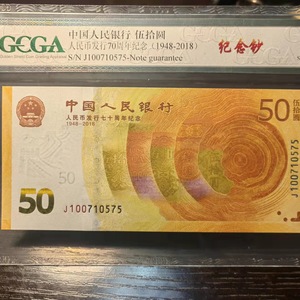 GCGA
中国人民银行 伍拾圆
人民币发行70周年纪念(1948-2018)
S/N J100710575-Note guarantee
纪念钞
中国人民银行
人民币发行七十周年纪念
1948-2018
50
50
伍拾圆
50
J100710575
J100710575